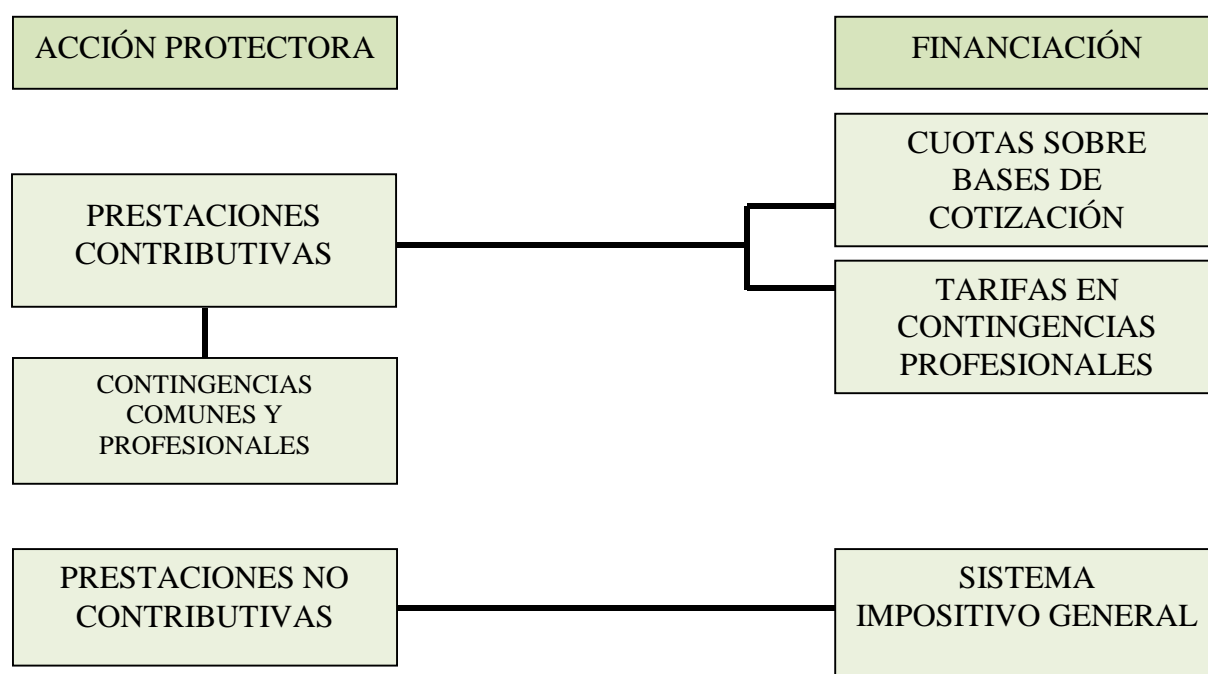 ACCIÓN PROTECTORA
FINANCIACIÓN
PRESTACIONES
CONTRIBUTIVAS
CUOTAS SOBRE
BASES DE
COTIZACIÓN
TARIFAS EN
CONTINGENCIAS
PROFESIONALES
CONTINGENCIAS
COMUNES Y
PROFESIONALES
PRESTACIONES NO
CONTRIBUTIVAS
SISTEMA
IMPOSITIVO GENERAL